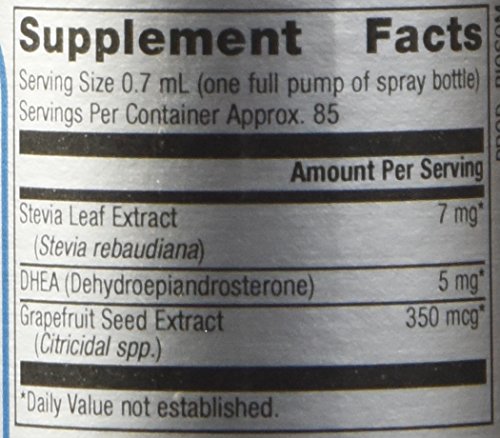 Supplement Facts
Serving Size 0.7 mL (one full pump of spray bottle)
Servings Per Container Approx. 85
Amount Per Serving
Stevia Leaf Extract 7 mg*
(Stevia rebaudiana)
DHEA (Dehydroepiandrosterone) 5 mg*
Grapefruit Seed Extract 350 mcg*
(Citricidal spp.)
*Daily Value not established.